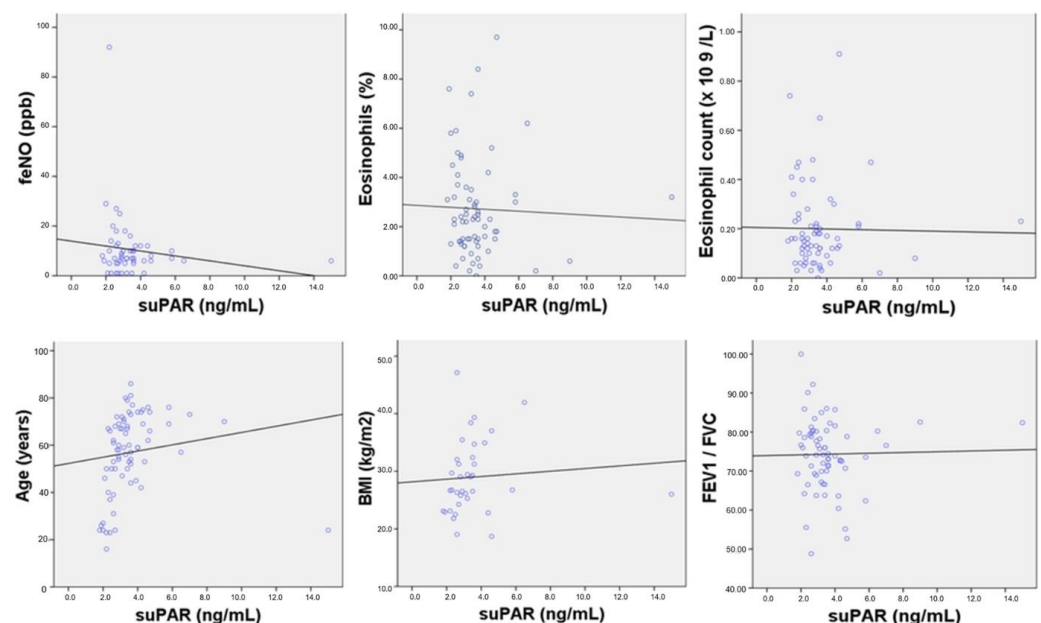 100
80
60
40
20
0
feNO (ppb)
0.0 2.0 4.0 6.0 8.0 10.0 12.0 14.0
suPAR (ng/mL)
10.00
8.00
6.00
4.00
2.00
0.00
Eosinophils (%)
0.0 2.0 4.0 6.0 8.0 10.0 12.0 14.0
suPAR (ng/mL)
1.00
0.80
0.60
0.40
0.20
0.00
Eosinophil count (x 10 9 /L)
0.0 2.0 4.0 6.0 8.0 10.0 12.0 14.0
suPAR (ng/mL)
100
80
60
40
20
0
Age (years)
0.0 2.0 4.0 6.0 8.0 10.0 12.0 14.0
suPAR (ng/mL)
50.0
40.0
30.0
20.0
10.0
BMI (kg/m2)
0.0 2.0 4.0 6.0 8.0 10.0 12.0 14.0
suPAR (ng/mL)
100.00
90.00
80.00
70.00
60.00
50.00
40.00
FEV1 / FVC
0.0 2.0 4.0 6.0 8.0 10.0 12.0 14.0
suPAR (ng/mL)